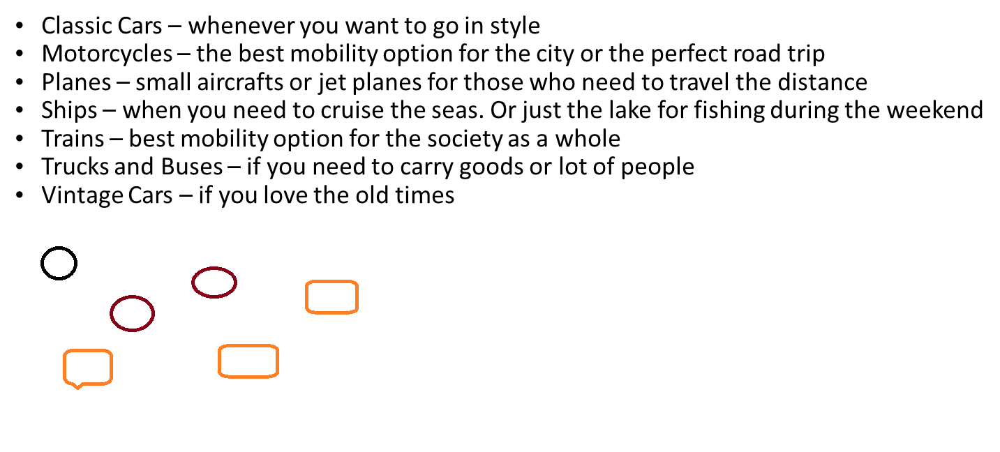 • Classic Cars – whenever you want to go in style
• Motorcycles – the best mobility option for the city or the perfect road trip
• Planes – small aircrafts or jet planes for those who need to travel the distance
• Ships – when you need to cruise the seas. Or just the lake for fishing during the weekend
• Trains – best mobility option for the society as a whole
• Trucks and Buses – if you need to carry goods or lot of people
• Vintage Cars – if you love the old times